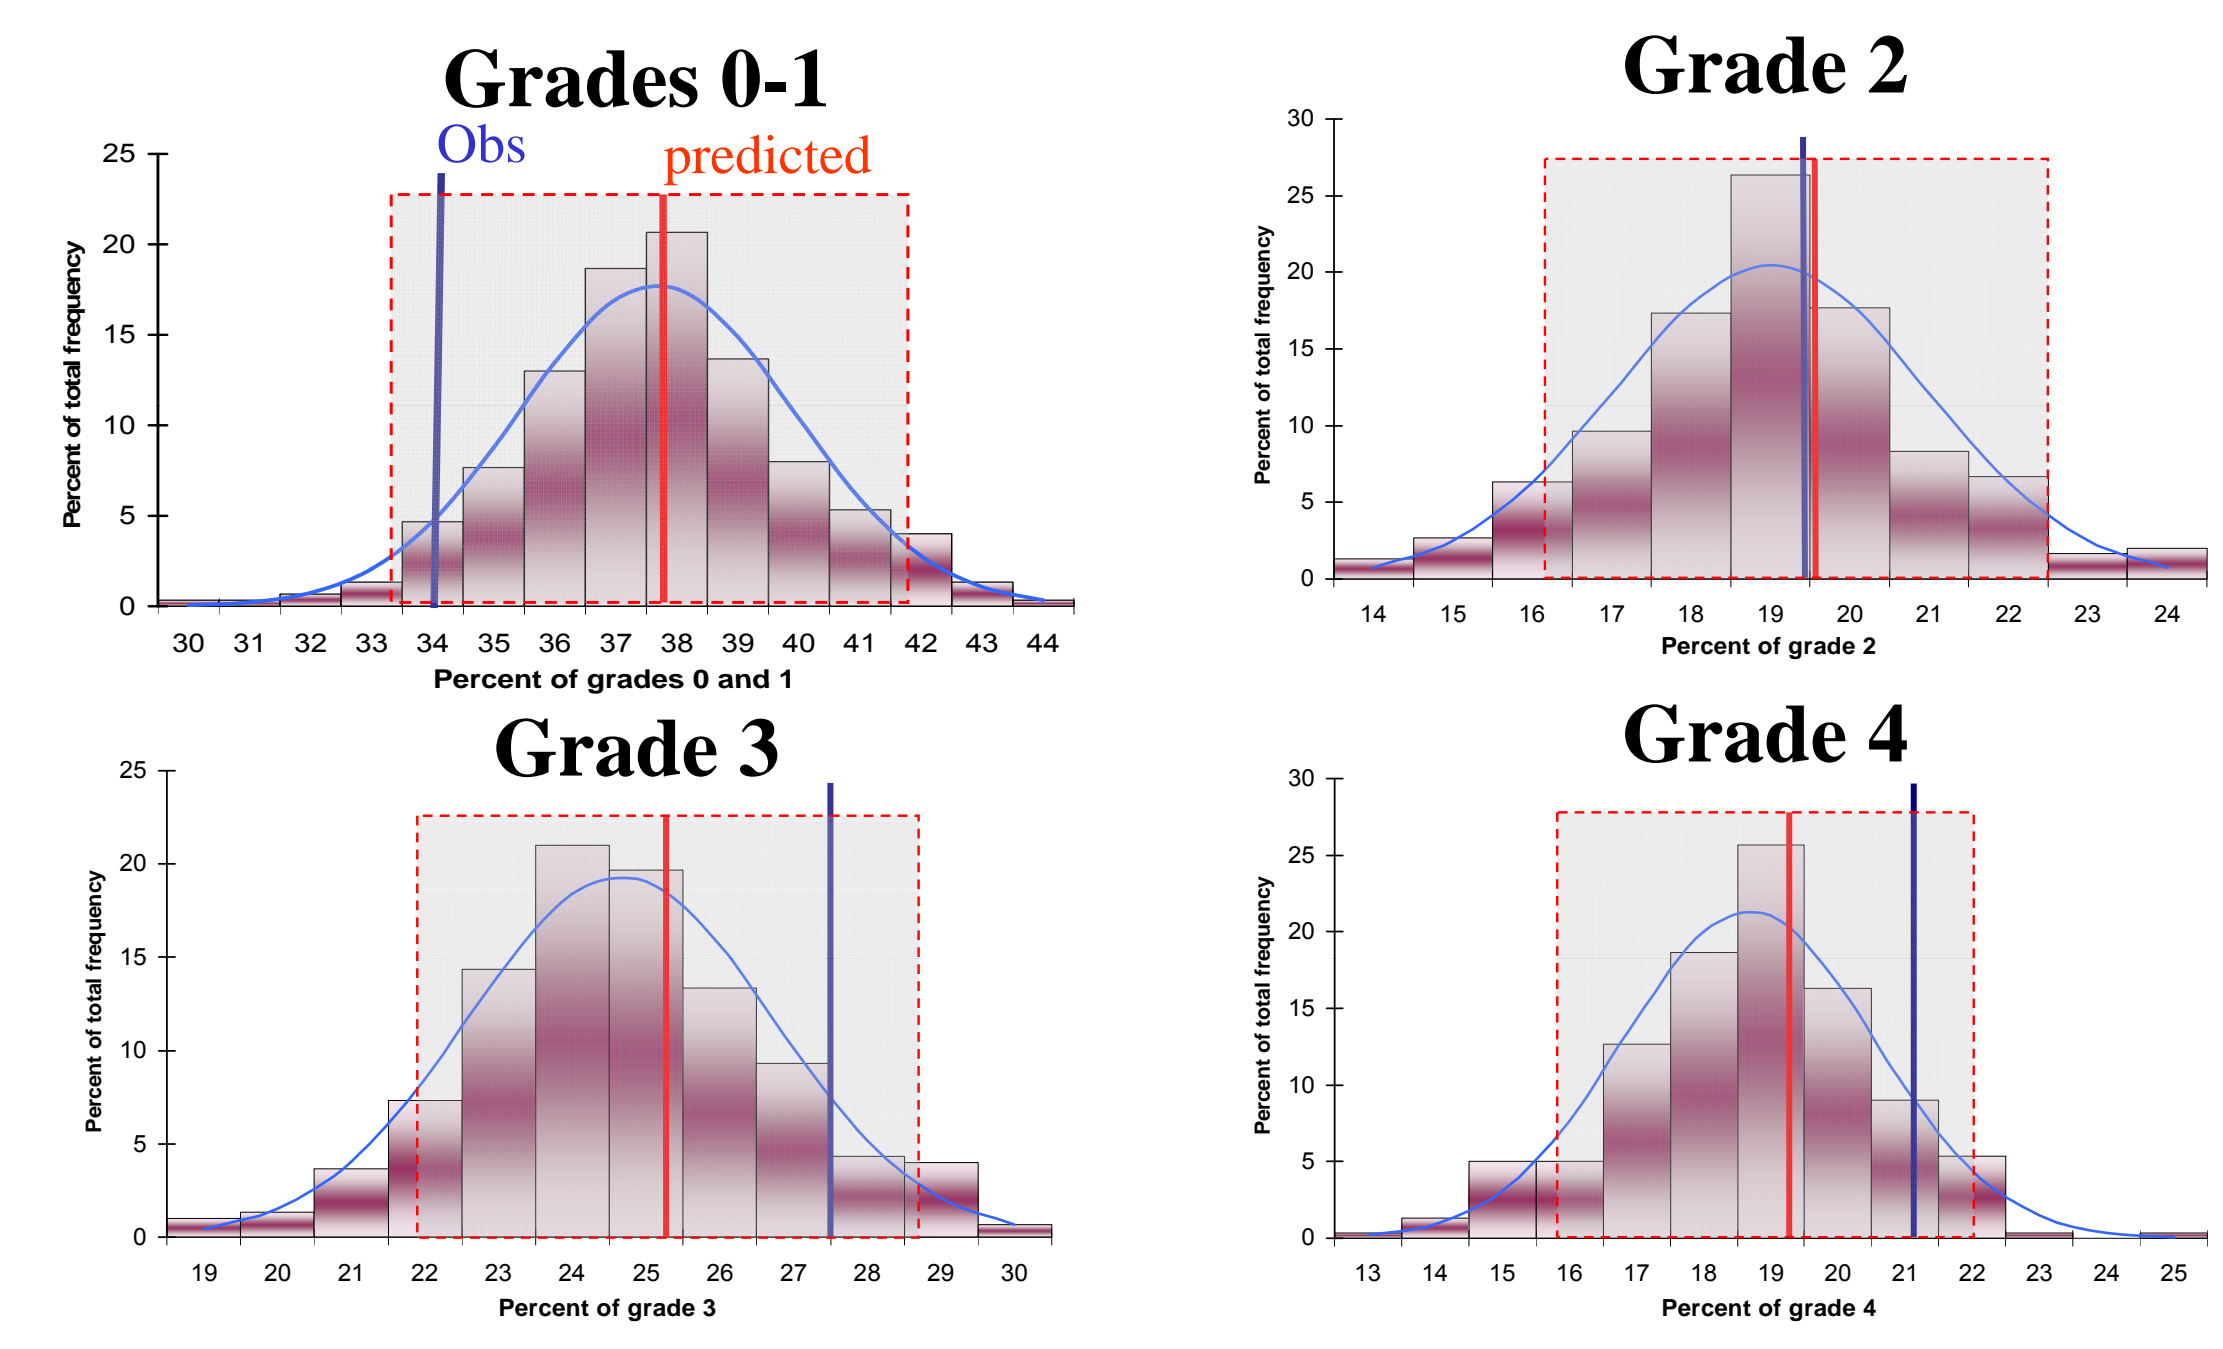 Grades 0-1
Obs
predicted
25
20
15
10
5
0
Percent of total frequency
30 31 32 33 34 35 36 37 38 39 40 41 42 43 44
Percent of grades 0 and 1
Grade 2
30
25
20
15
10
5
0
Percent of total frequency
14 15 16 17 18 19 20 21 22 23 24
Percent of grade 2
Grade 3
25
20
15
10
5
0
Percent of total frequency
19 20 21 22 23 24 25 26 27 28 29 30
Percent of grade 3
Grade 4
30
25
20
15
10
5
0
Percent of total frequency
13 14 15 16 17 18 19 20 21 22 23 24 25
Percent of grade 4